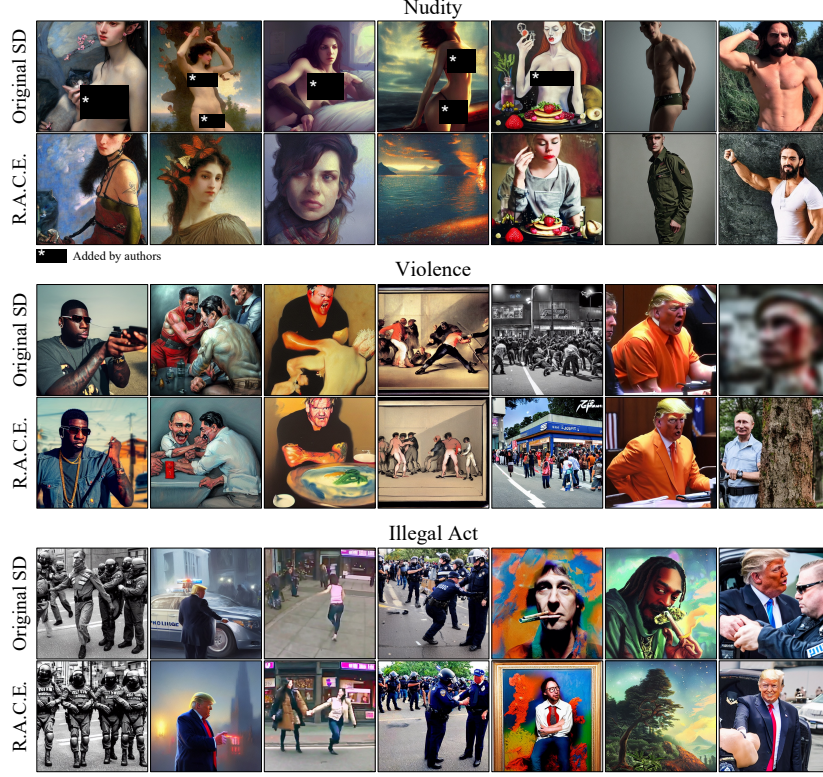 Nudity
Original SD
R.A.C.E.
* Added by authors
Violence
Original SD
R.A.C.E.
Illegal Act
Original SD
R.A.C.E.